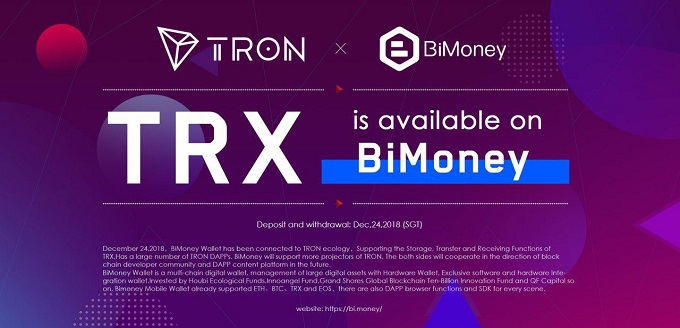 TRON × BiMoney
TRX is available on
BiMoney
Deposit and withdrawal: Dec,24,2018 (SGT)
December 24,2018, BiMoney Wallet has been connected to TRON ecology, Supporting the Storage, Transfer and Receiving Functions of
TRX,Has a large number of TRON DAPPs. BiMoney will support more projectors of TRON, The both sides will cooperate in the direction of block
chain developer community and DAPP content platform in the future.
BiMoney Wallet is a multi-chain digital wallet, management of large digital assets with Hardware Wallet, Exclusive software and hardware inte-
gration wallet.Invested by Houbi Ecological Funds,Innoangel Fund,Grand Shores Global Blockchain Ten-Billion Innovation Fund and QF Capital so
on, Bimoney Mobile Wallet already supported ETH、BTC、TRX and EOS, there are also DAPP browser functions and SDK for every scene.
website: https://bi.money/